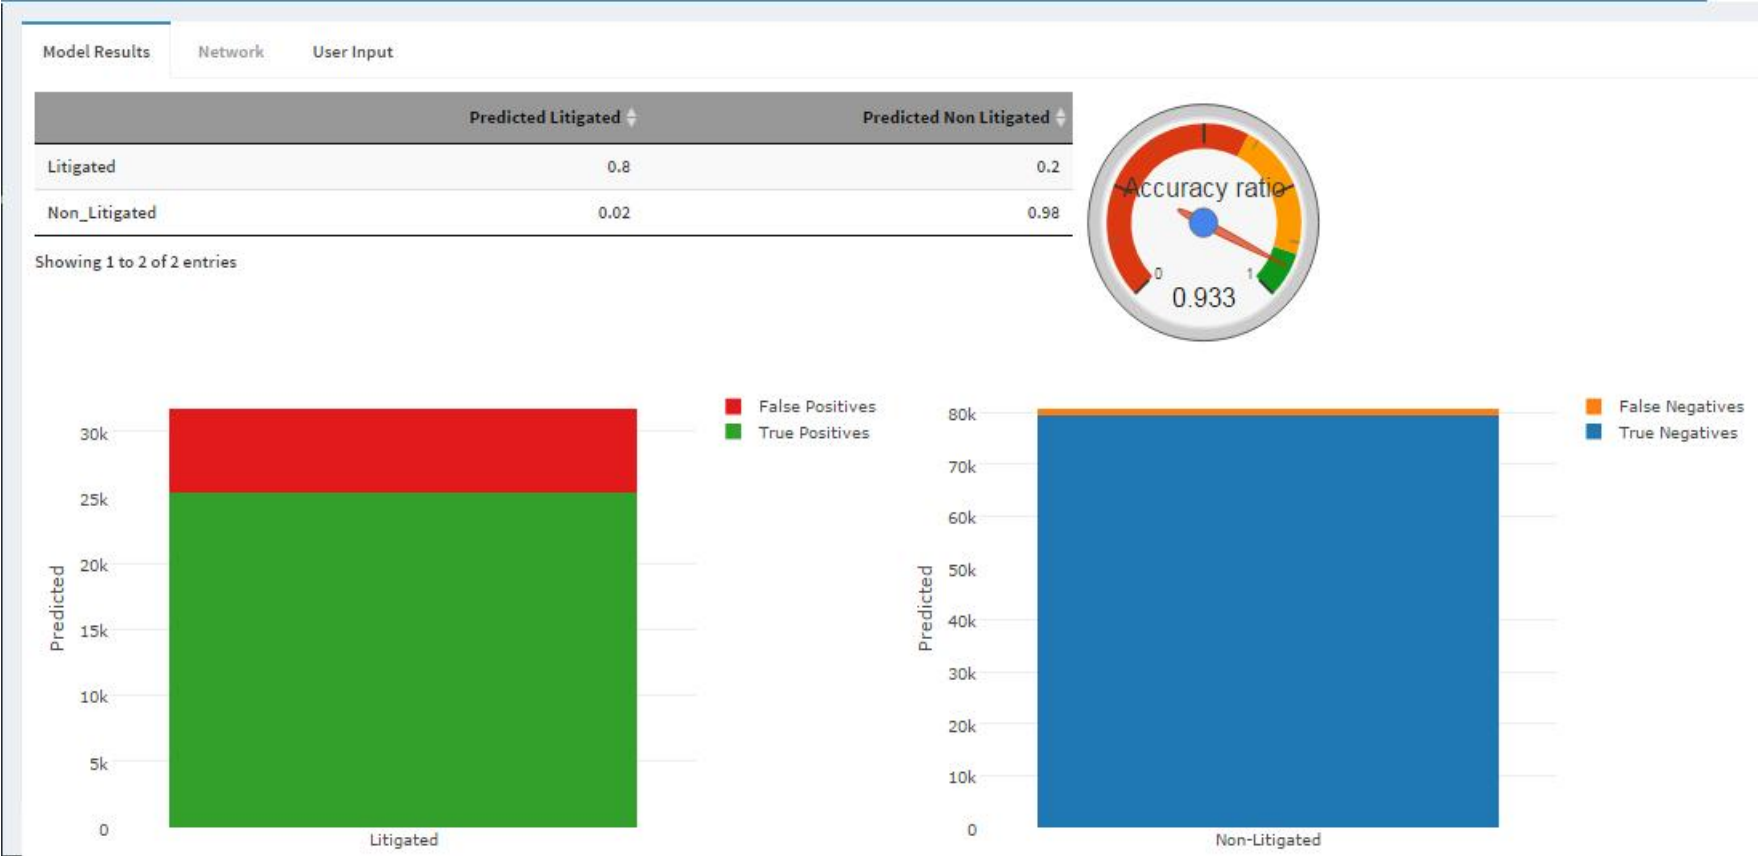 Model Results Network User Input
Predicted Litigated Predicted Non Litigated
Litigated 0.8 0.2
Non_Litigated 0.02 0.98
Showing 1 to 2 of 2 entries
Accuracy ratio
0 1
0.933
False Positives
True Positives
30k
25k
20k
15k
10k
5k
0
Predicted
Litigated
False Negatives
True Negatives
80k
70k
60k
50k
40k
30k
20k
10k
0
Predicted
Non-Litigated